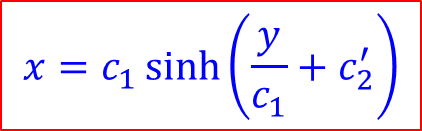 x = c₁ sinh(y/c₁ + c₂′)